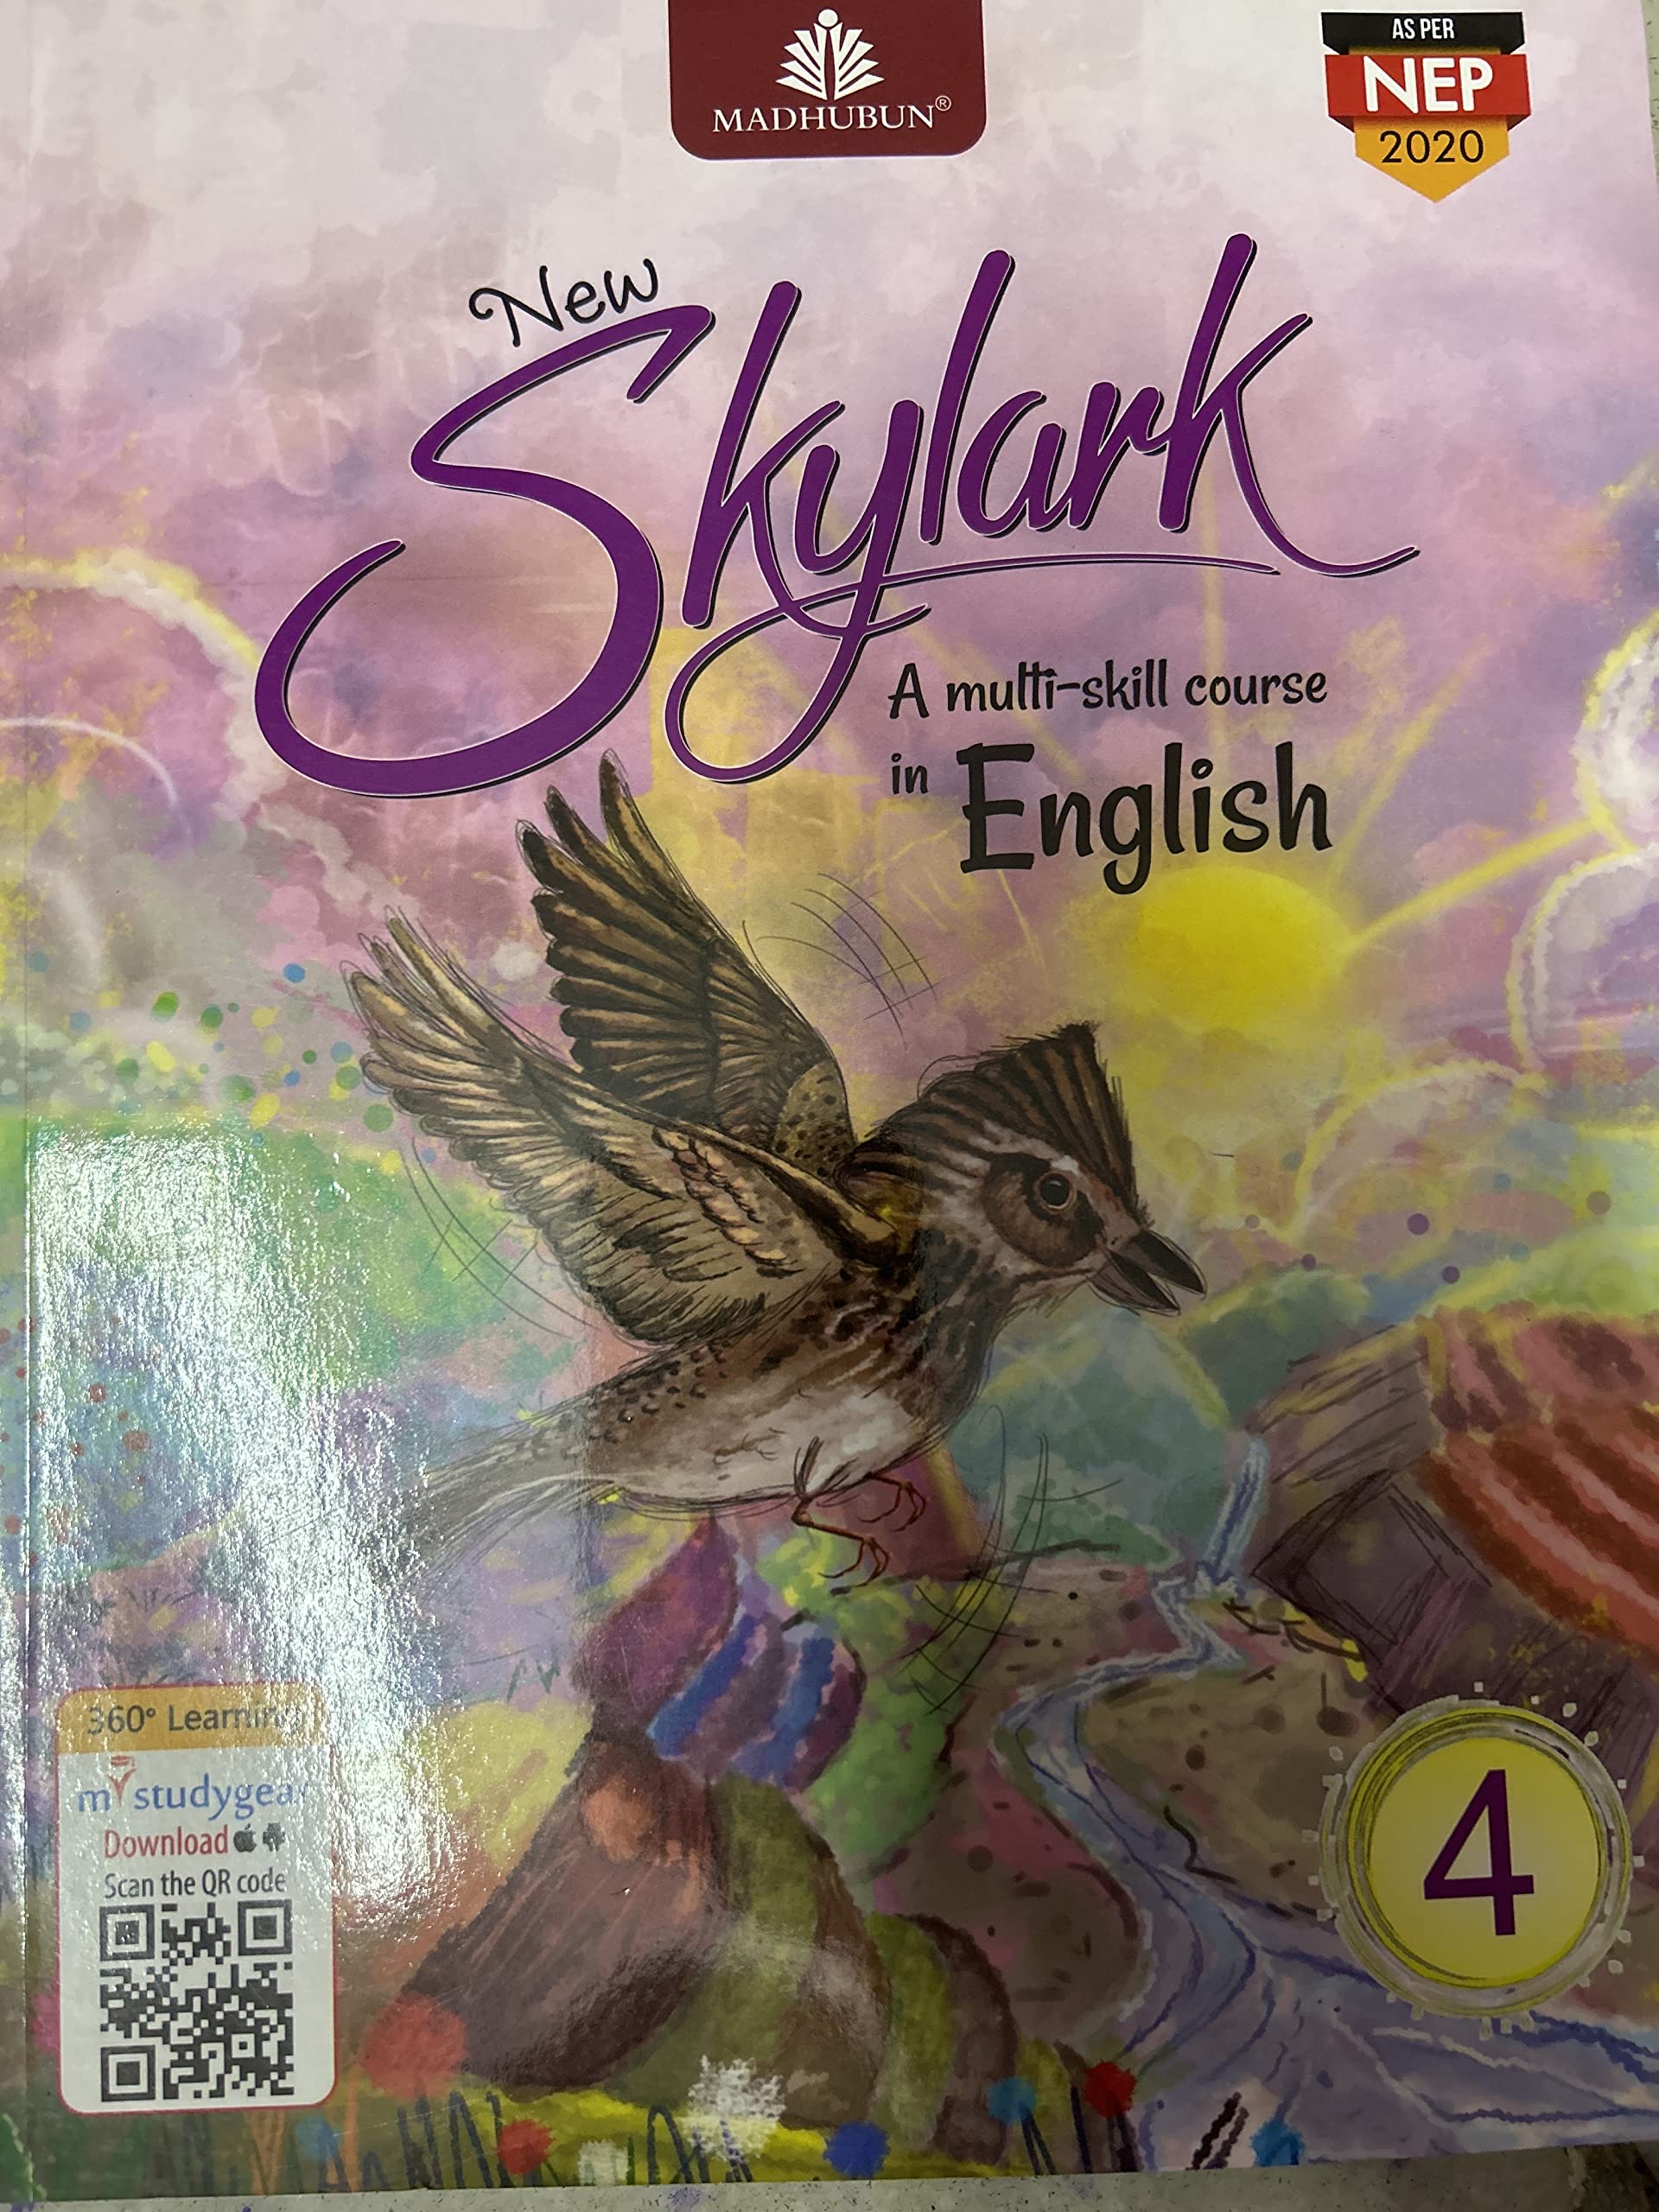 MADHUBUN®
AS PER
NEP
2020
New
Skylark
A multi-skill course
in English
360° Learning
mystudygear
Download
Scan the QR code
4